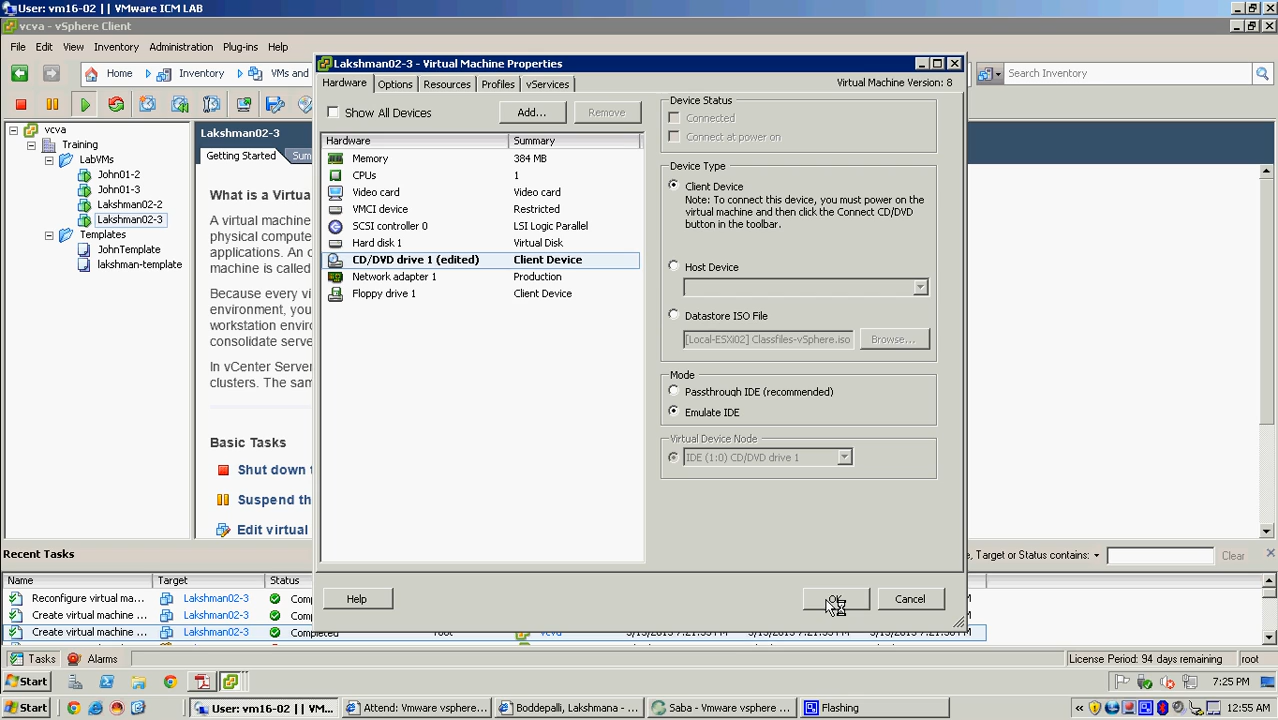 User: vm16-02 || VMware ICM LAB
vcva - vSphere Client
File Edit View Inventory Administration Plug-ins Help
Home Inventory VMs and
Search Inventory
Lakshman02-3 - Virtual Machine Properties
Hardware Options Resources Profiles vServices
Virtual Machine Version: 8
Show All Devices Add... Remove
Hardware Summary
Memory 384 MB
CPUs 1
Video card Video card
VMCI device Restricted
SCSI controller 0 LSI Logic Parallel
Hard disk 1 Virtual Disk
CD/DVD drive 1 (edited) Client Device
Network adapter 1 Production
Floppy drive 1 Client Device
Device Status
Connected
Connect at power on
Device Type
Client Device
Note: To connect this device, you must power on the
virtual machine and then click the Connect CD/DVD
button in the toolbar.
Host Device
Datastore ISO File
[Local-ESXi02] Classfiles-vSphere.iso Browse...
Mode
Passthrough IDE (recommended)
Emulate IDE
Virtual Device Node
IDE (1:0) CD/DVD drive 1
Help OK Cancel
vcva
Training
LabVMs
John01-2
John01-3
Lakshman02-2
Lakshman02-3
Templates
JohnTemplate
lakshman-template
Lakshman02-3
Getting Started Sum
What is a Virtua
A virtual machine
physical compute
applications. An o
machine is called
Because every vi
environment, you
workstation enviro
consolidate serve
In vCenter Server
clusters. The sam
Basic Tasks
Shut down t
Suspend th
Edit virtual
Recent Tasks
, Target or Status contains: Clear
Name Target Status
Reconfigure virtual ma... Lakshman02-3 Com
Create virtual machine ... Lakshman02-3 Com
Create virtual machine ... Lakshman02-3 Completed root vcva
Tasks Alarms
License Period: 94 days remaining root
Start 7:25 PM
Start User: vm16-02 || VM... Attend: Vmware vsphere... Boddepalli, Lakshmana - ... Saba - Vmware vsphere ... Flashing 12:55 AM